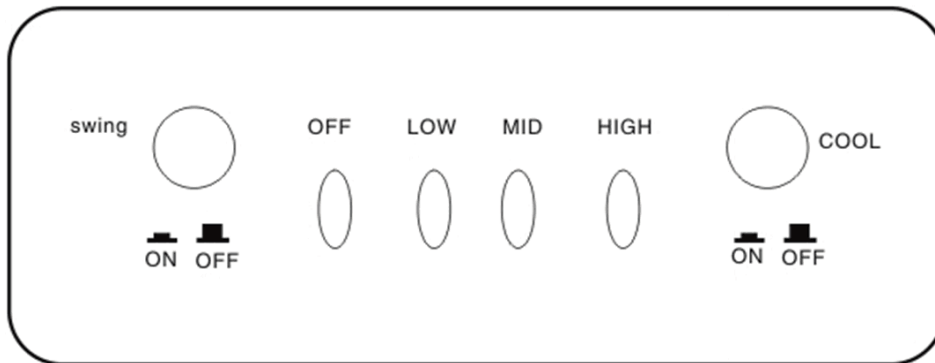 swing
OFF LOW MID HIGH
COOL
ON OFF
ON OFF